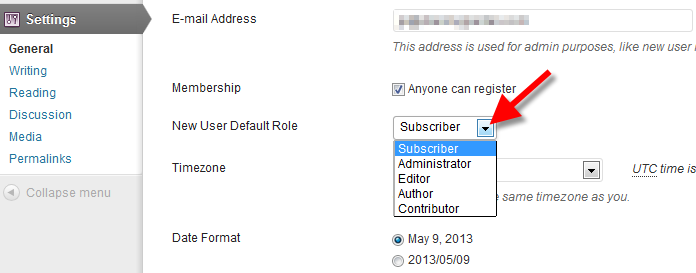 Settings
General
Writing
Reading
Discussion
Media
Permalinks
Collapse menu
E-mail Address
This address is used for admin purposes, like new user
Membership
Anyone can register
New User Default Role
Subscriber
Subscriber
Administrator
Editor
Author
Contributor
Timezone
UTC time is
same timezone as you.
Date Format
May 9, 2013
2013/05/09